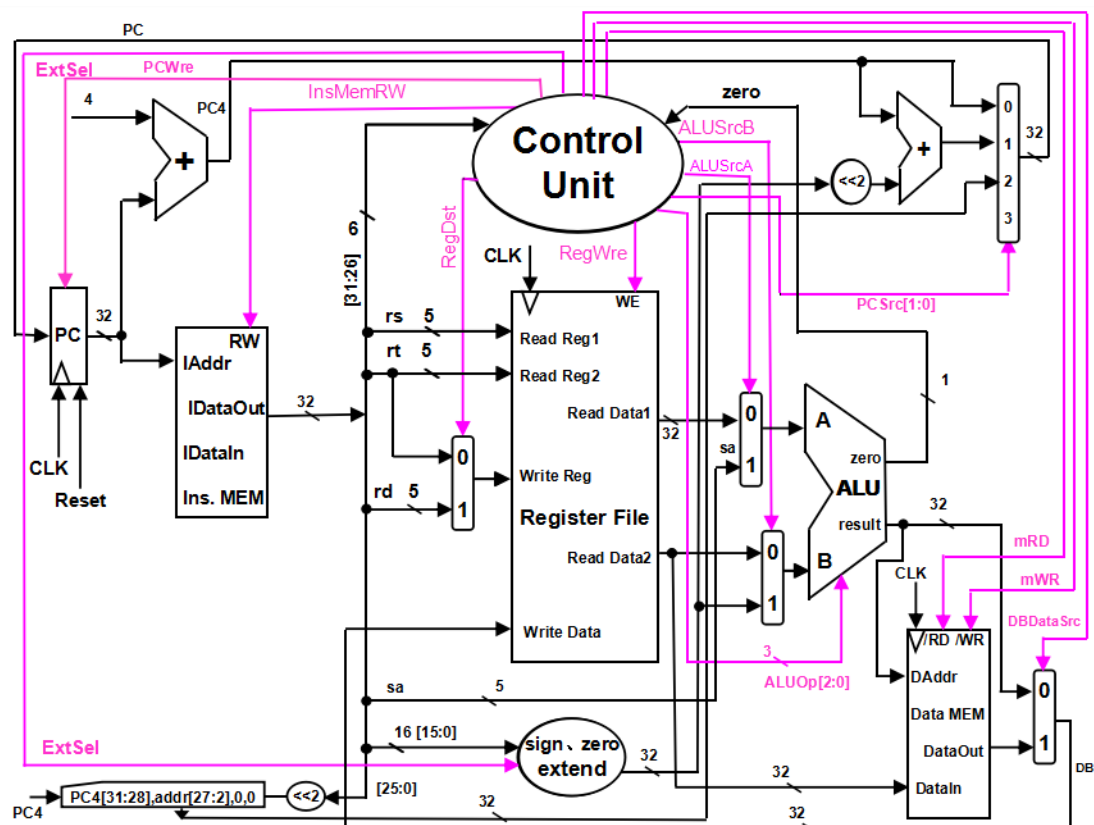 PC
ExtSel
PCWre
4
PC4
InsMemRW
zero
Control
Unit
ALUSrcB
ALUSrcA
+
+
<<2
0
1
2
3
32
6
[31:26]
RegDst
CLK
RegWre
PCSrc[1:0]
PC
32
CLK
Reset
RW
IAddr
IDataOut
IDataIn
Ins. MEM
32
rs 5
rt 5
rd 5
0
1
WE
Read Reg1
Read Reg2
Read Data1
Write Reg
Register File
Read Data2
Write Data
32
sa
0
1
0
1
A
zero
ALU
result
B
1
32
3
ALUOp[2:0]
CLK
mRD
mWR
DBDataSrc
/RD /WR
DAddr
Data MEM
DataOut
DataIn
0
1
DB
sa 5
16 [15:0]
sign、zero
extend
32
ExtSel
[25:0]
PC4
PC4[31:28],addr[27:2],0,0
<<2
32
32
32